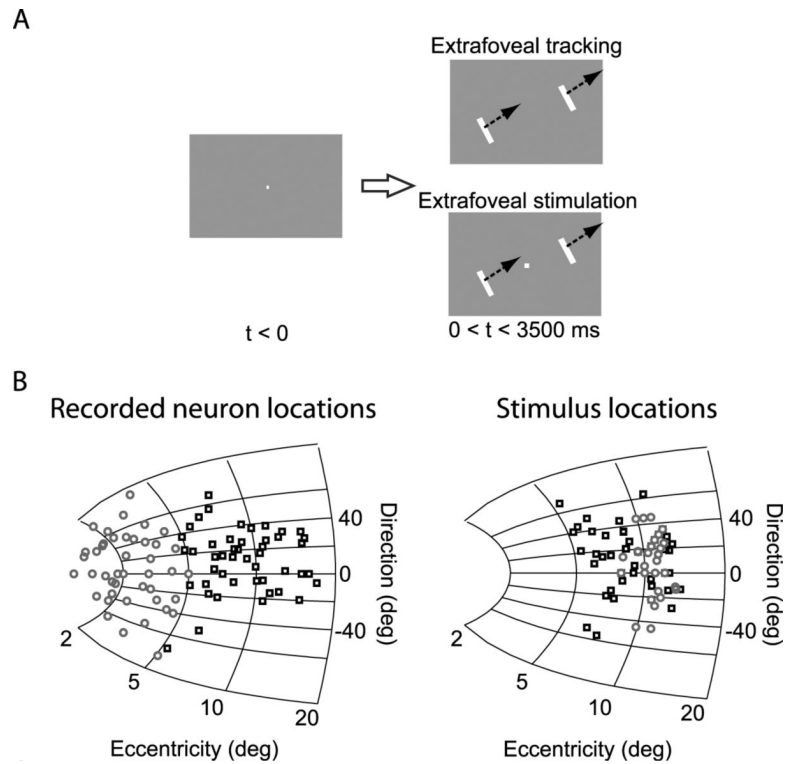 A
Extrafoveal tracking
Extrafoveal stimulation
t < 0
0 < t < 3500 ms
B
Recorded neuron locations
Stimulus locations
40
0
-40
Direction (deg)
2
5
10
20
Eccentricity (deg)
40
0
-40
Direction (deg)
2
5
10
20
Eccentricity (deg)